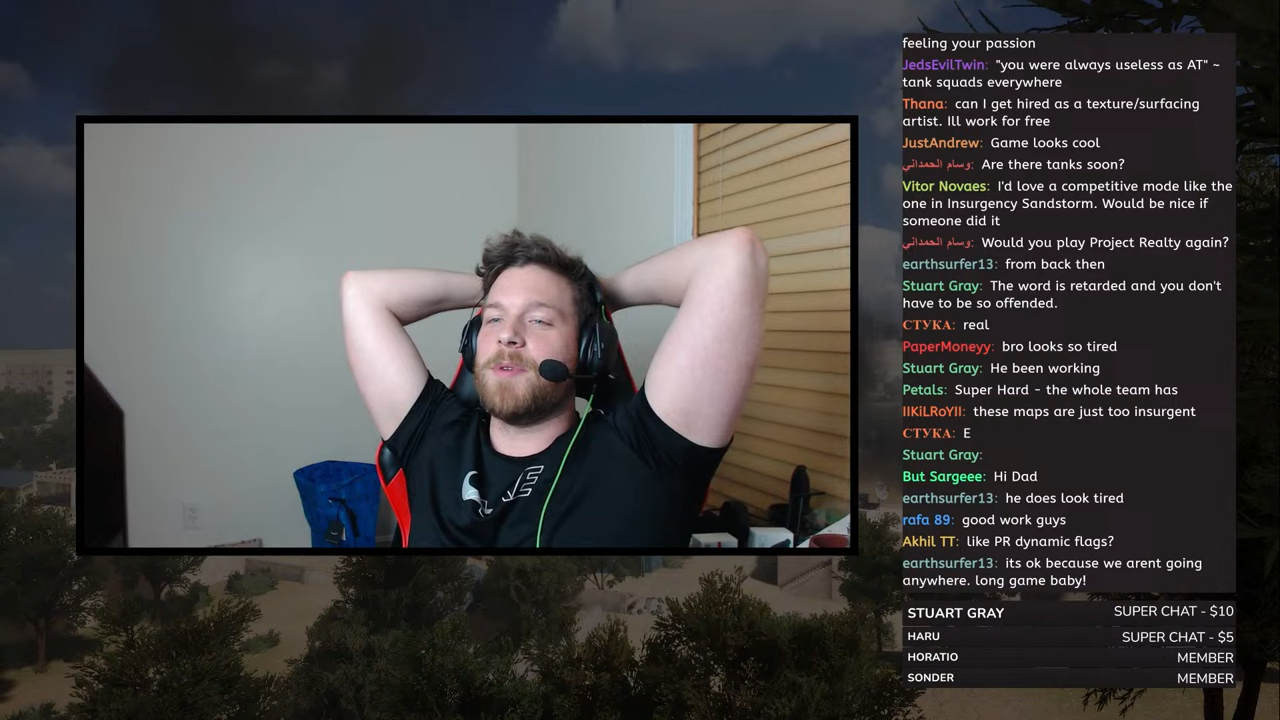 feeling your passion
JedsEvilTwin: "you were always useless as AT" ~
tank squads everywhere
Thana: can I get hired as a texture/surfacing
artist. Ill work for free
JustAndrew: Game looks cool
وسام الحمداني: Are there tanks soon?
Vitor Novaes: I'd love a competitive mode like the
one in Insurgency Sandstorm. Would be nice if
someone did it
وسام الحمداني: Would you play Project Realty again?
earthsurfer13: from back then
Stuart Gray: The word is retarded and you don't
have to be so offended.
СТУКА: real
PaperMoneyy: bro looks so tired
Stuart Gray: He been working
Petals: Super Hard - the whole team has
IIKiLRoYII: these maps are just too insurgent
СТУКА: E
Stuart Gray:
But Sargeee: Hi Dad
earthsurfer13: he does look tired
rafa 89: good work guys
Akhil TT: like PR dynamic flags?
earthsurfer13: its ok because we arent going
anywhere. long game baby!
STUART GRAY SUPER CHAT - $10
HARU SUPER CHAT - $5
HORATIO MEMBER
SONDER MEMBER